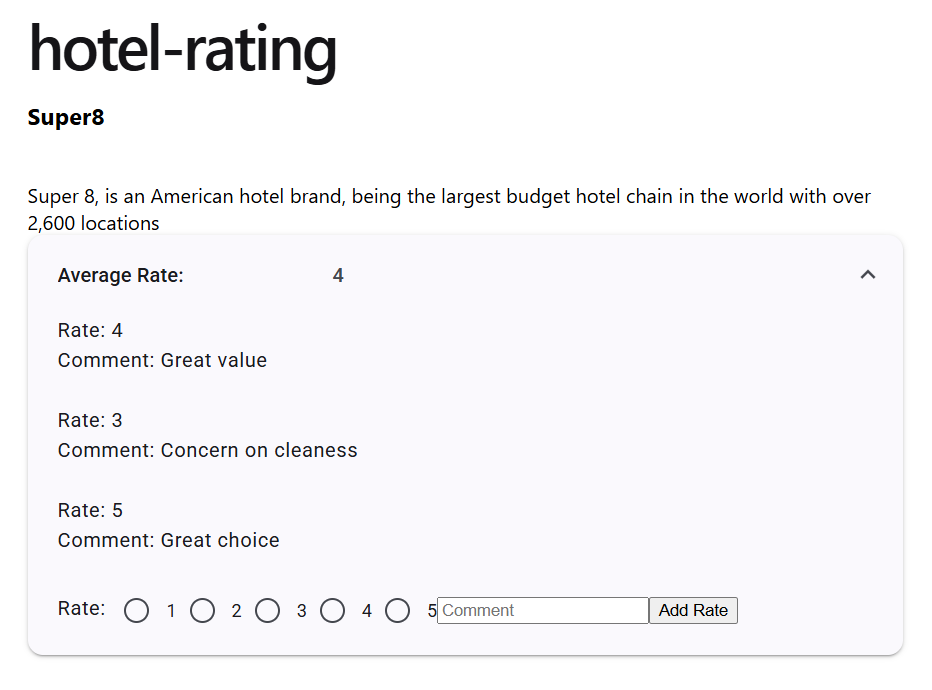 hotel-rating
Super8
Super 8, is an American hotel brand, being the largest budget hotel chain in the world with over
2,600 locations
Average Rate: 4
Rate: 4
Comment: Great value
Rate: 3
Comment: Concern on cleaness
Rate: 5
Comment: Great choice
Rate: 1 2 3 4 5 Comment Add Rate